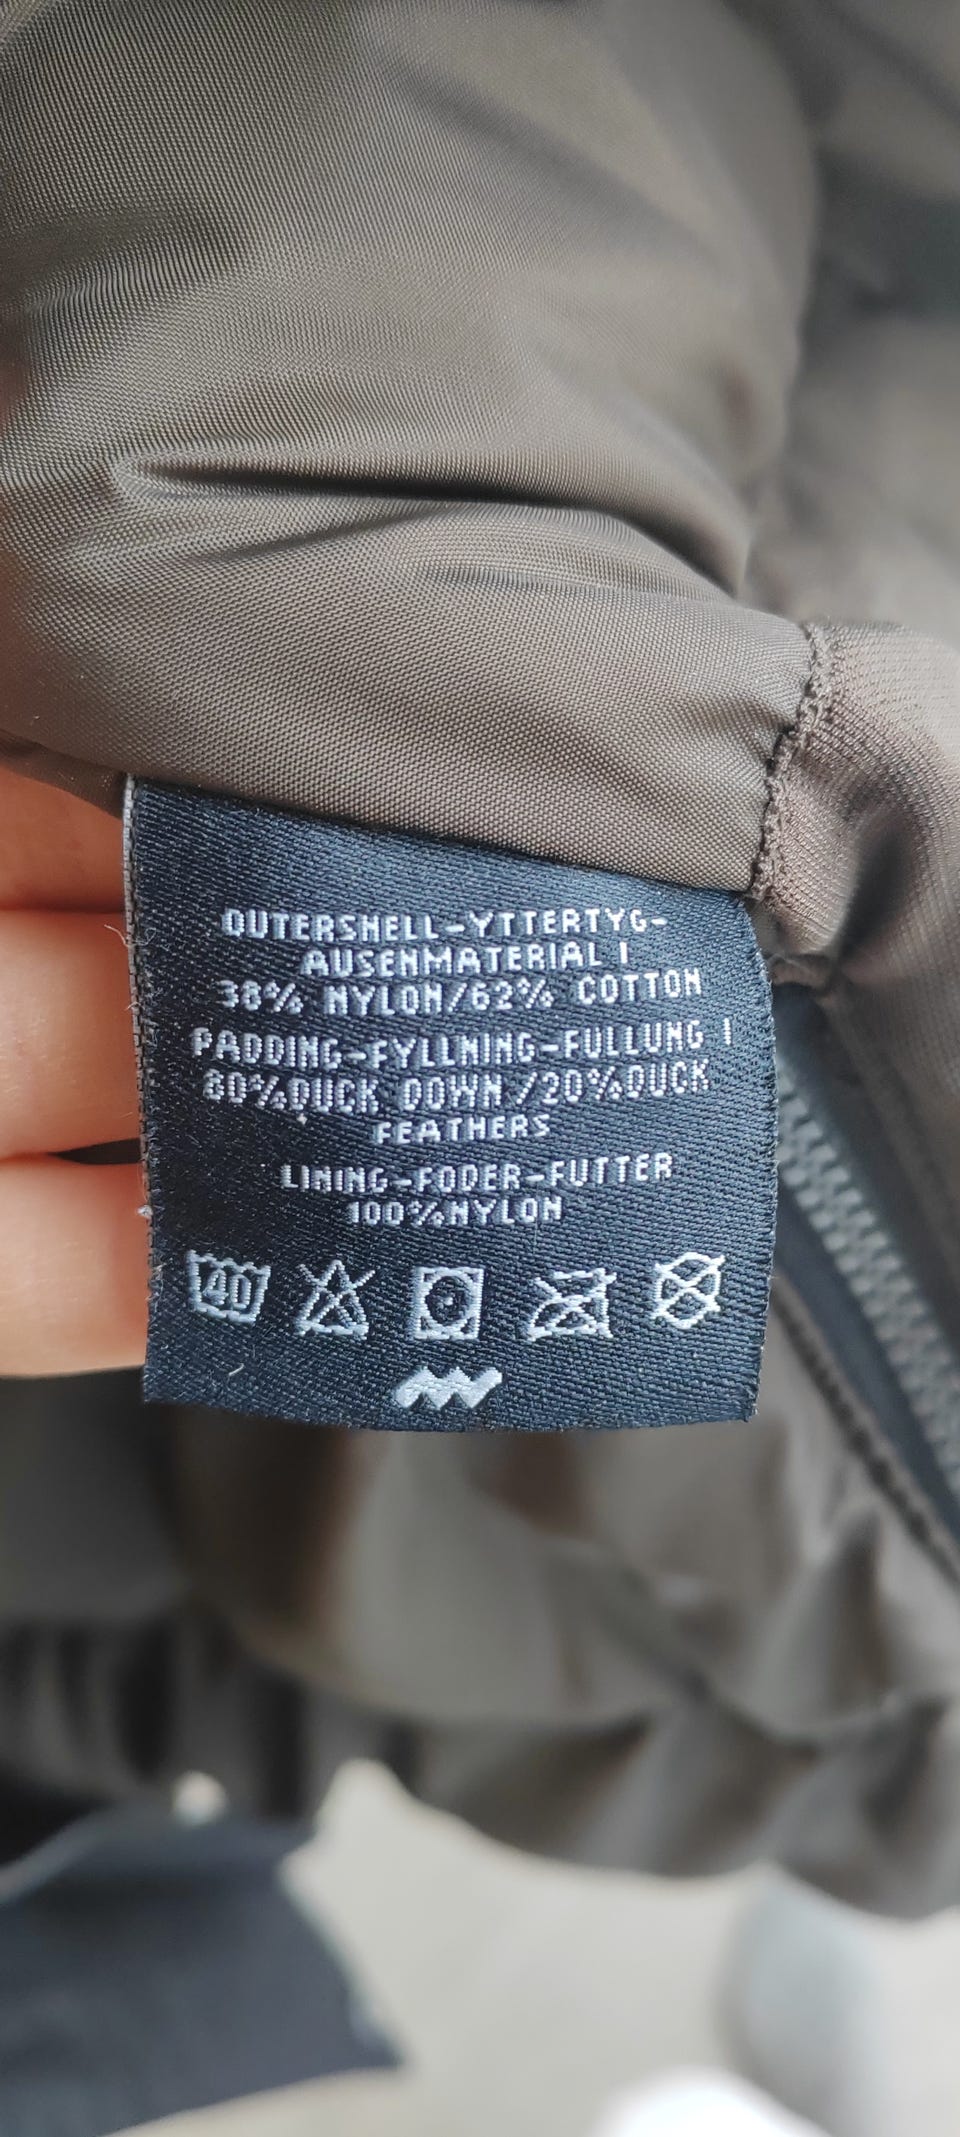 OUTERSHELL-YTTERTYG-
AUSENMATERIAL I
38% NYLON/62% COTTON
PADDING-FYLLNING-FULLUNG I
80%DUCK DOWN/20%DUCK
FEATHERS
LINING-FODER-FUTTER
100%NYLON
40